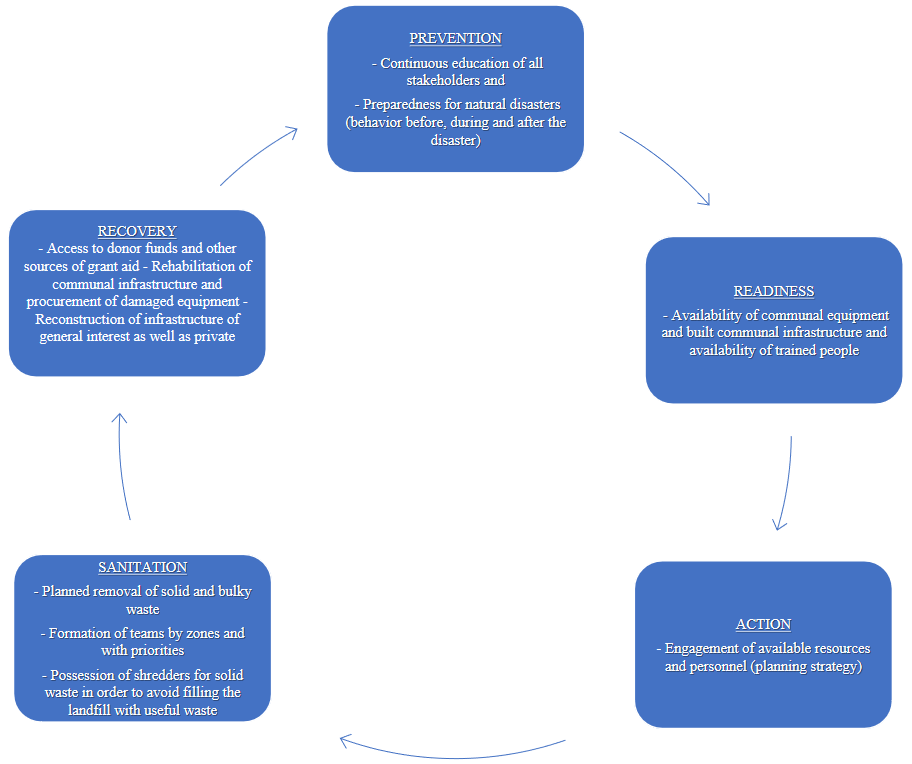 PREVENTION
- Continuous education of all
stakeholders and
- Preparedness for natural disasters
(behavior before, during and after the
disaster)
READINESS
- Availability of communal equipment
and built communal infrastructure and
availability of trained people
ACTION
- Engagement of available resources
and personnel (planning strategy)
SANITATION
- Planned removal of solid and bulky
waste
- Formation of teams by zones and
with priorities
- Possession of shredders for solid
waste in order to avoid filling the
landfill with useful waste
RECOVERY
- Access to donor funds and other
sources of grant aid - Rehabilitation of
communal infrastructure and
procurement of damaged equipment -
Reconstruction of infrastructure of
general interest as well as private